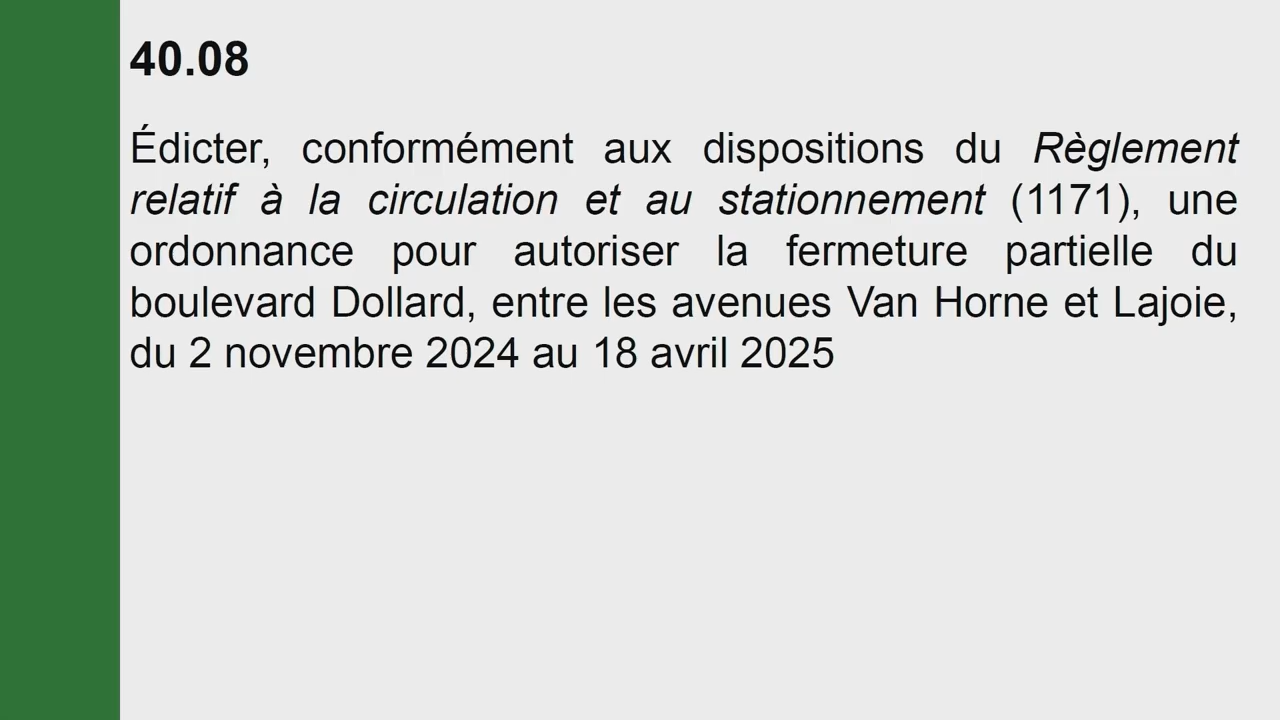 40.08
Édicter, conformément aux dispositions du Règlement
relatif à la circulation et au stationnement (1171), une
ordonnance pour autoriser la fermeture partielle du
boulevard Dollard, entre les avenues Van Horne et Lajoie,
du 2 novembre 2024 au 18 avril 2025